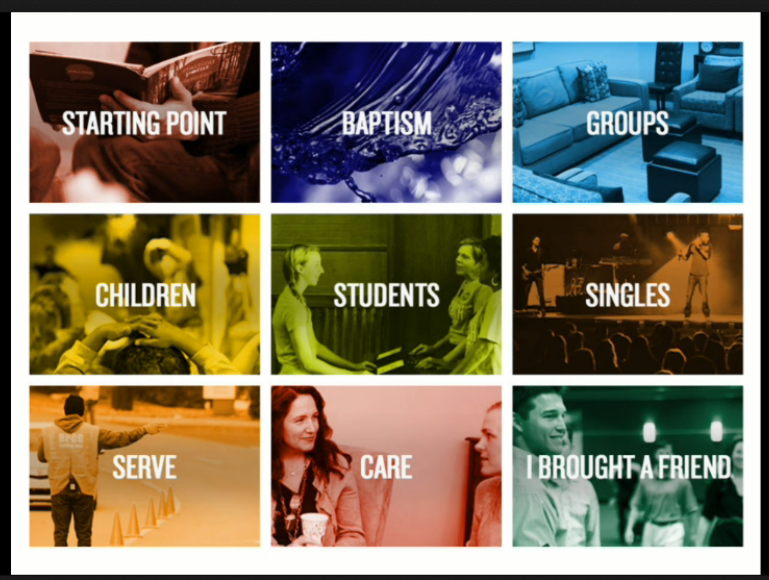 STARTING POINT
BAPTISM
GROUPS
CHILDREN
STUDENTS
SINGLES
SERVE
CARE
I BROUGHT A FRIEND